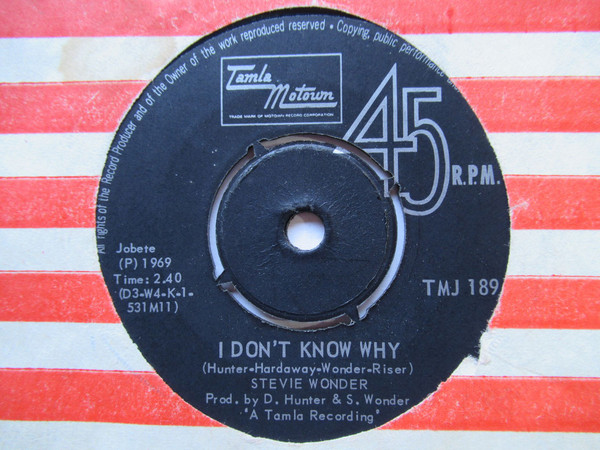 All rights of the Record Producer and of the Owner of the work reproduced reserved • Copying, public performance
Tamla
Motown
TRADE MARK OF MOTOWN RECORD CORPORATION
45
R.P.M.
Jobete
(P) 1969
Time: 2.40
(D3-W4-K-1-
531M11)
TMJ 189
I DON'T KNOW WHY
(Hunter-Hardaway-Wonder-Riser)
STEVIE WONDER
Prod. by D. Hunter & S. Wonder
"A Tamla Recording"